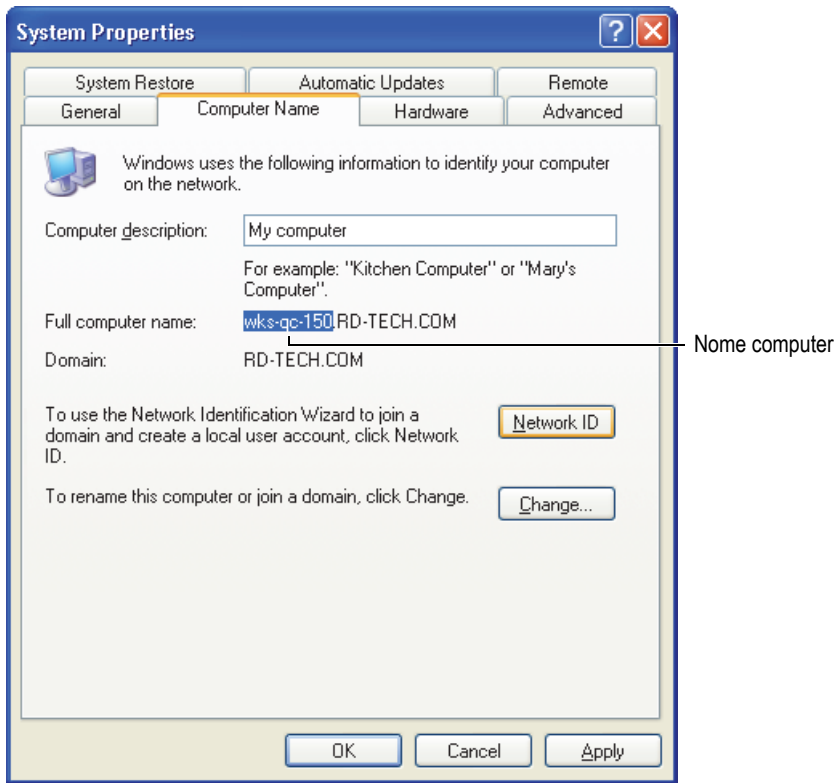 System Properties
System Restore Automatic Updates Remote
General Computer Name Hardware Advanced
Windows uses the following information to identify your computer
on the network.
Computer description: My computer
For example: "Kitchen Computer" or "Mary's
Computer".
Full computer name: wks-qc-150.RD-TECH.COM
Nome computer
Domain: RD-TECH.COM
To use the Network Identification Wizard to join a
domain and create a local user account, click Network
ID.
Network ID
To rename this computer or join a domain, click Change.
Change...
OK Cancel Apply